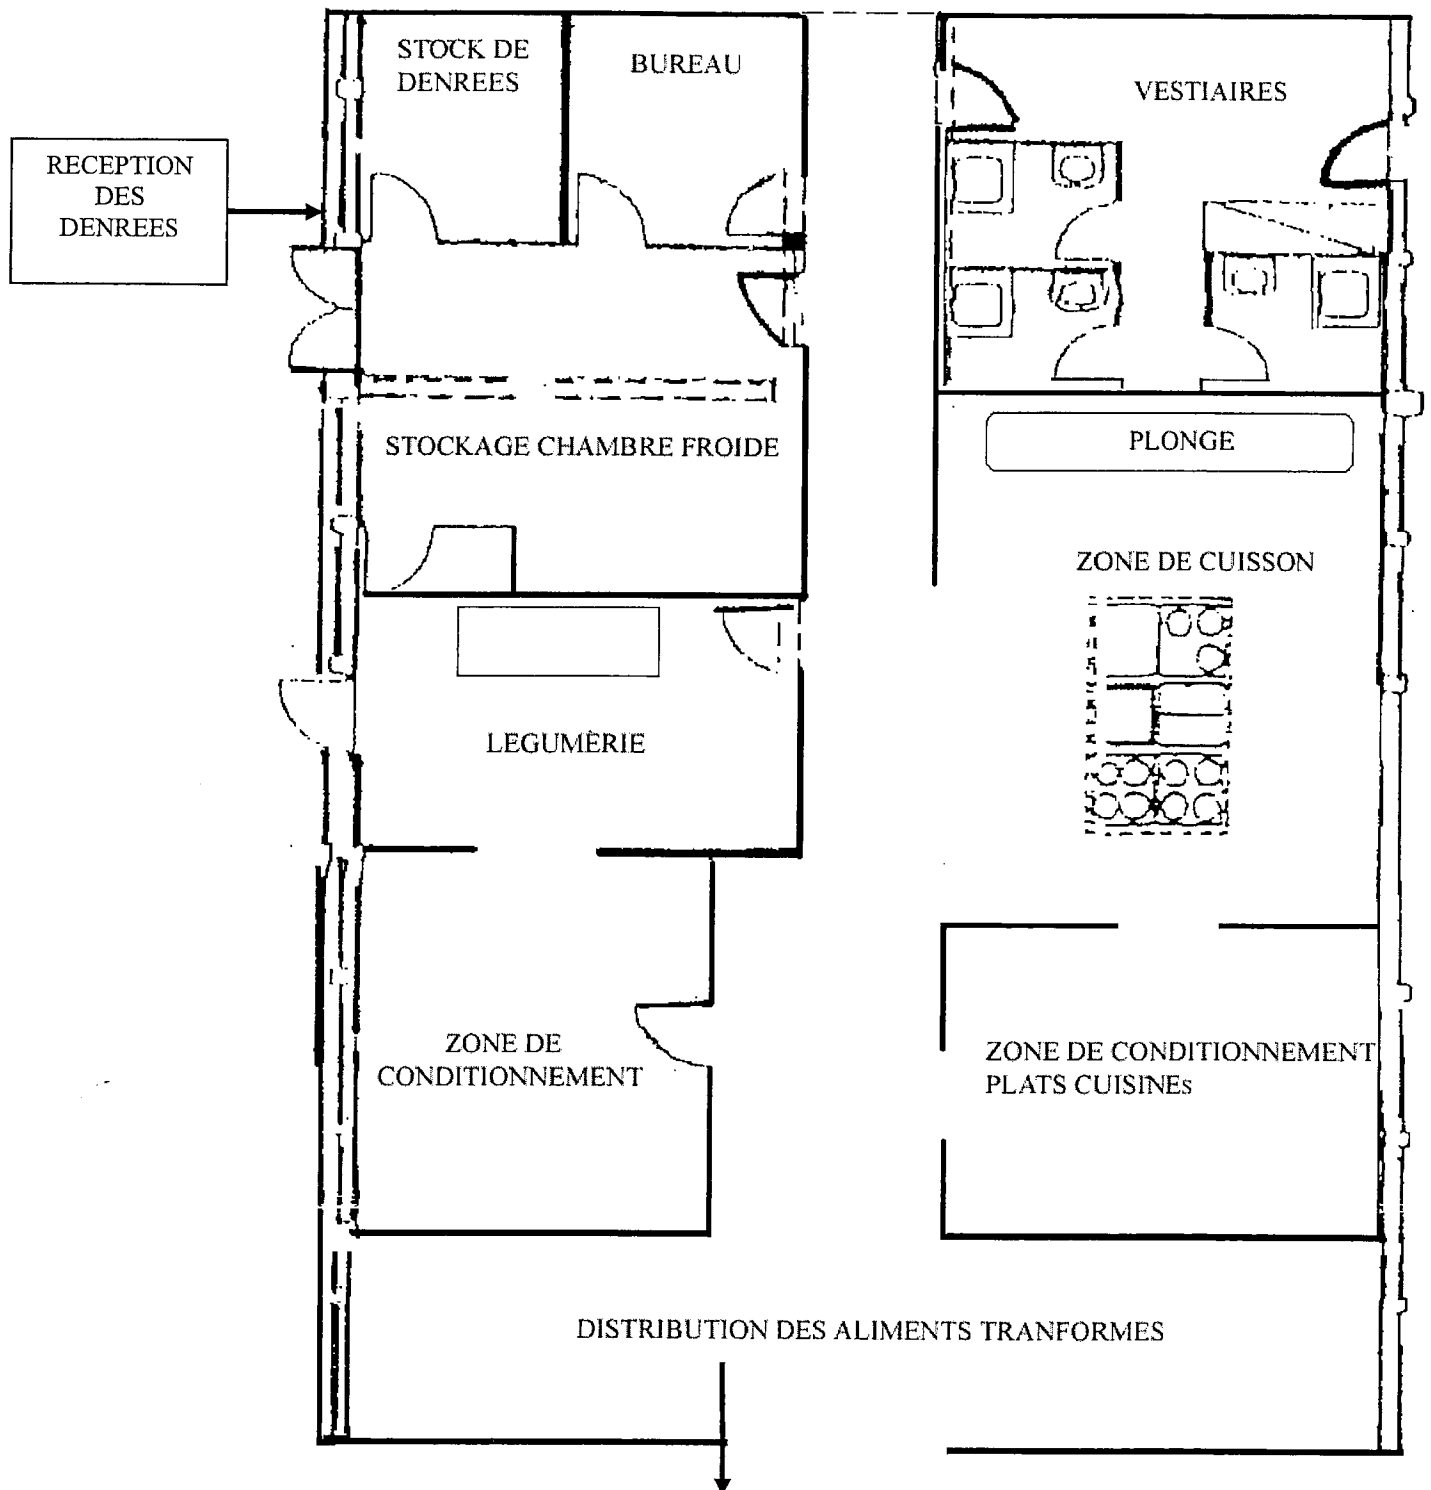 STOCK DE
DENREES
BUREAU
VESTIAIRES
RECEPTION
DES
DENREES
STOCKAGE CHAMBRE FROIDE
PLONGE
ZONE DE CUISSON
LEGUMERIE
ZONE DE
CONDITIONNEMENT
ZONE DE CONDITIONNEMENT
PLATS CUISINEs
DISTRIBUTION DES ALIMENTS TRANFORMES